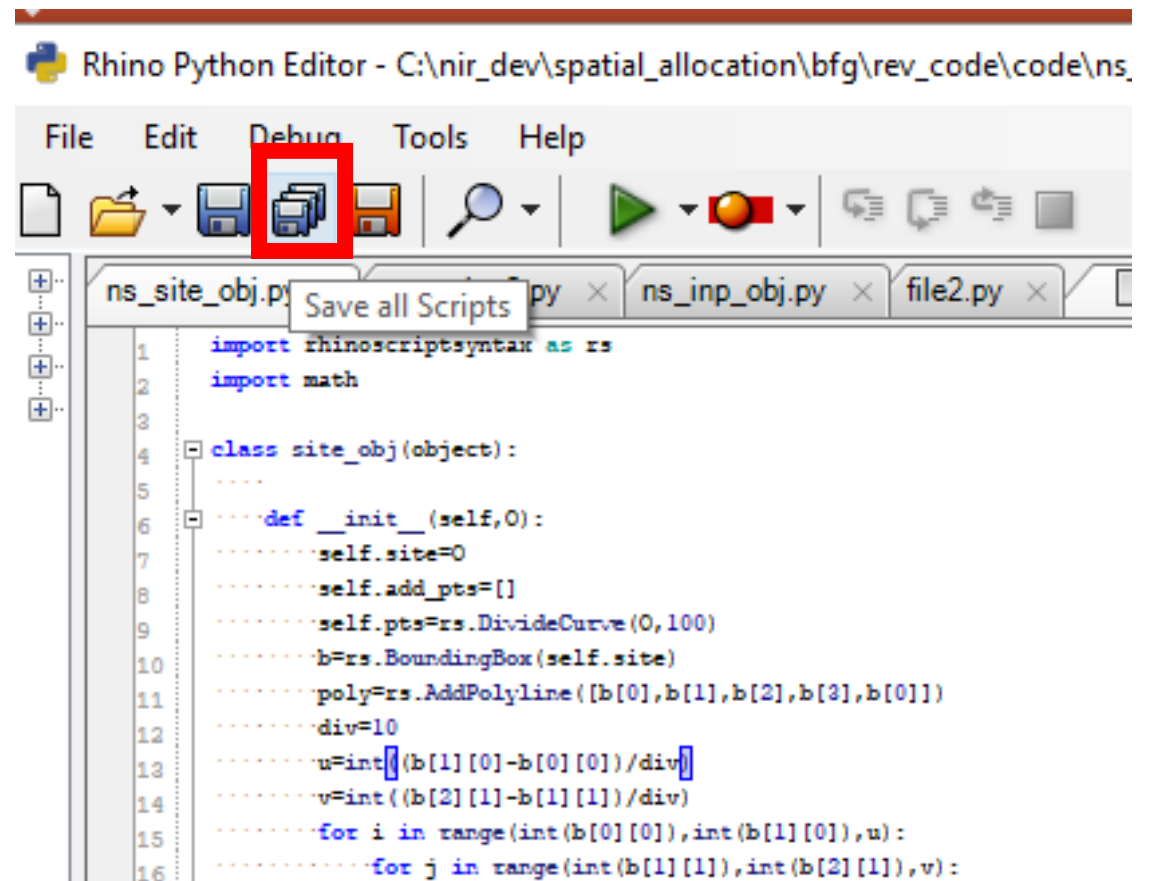 Rhino Python Editor - C:\nir_dev\spatial_allocation\bfg\rev_code\code\ns_
File Edit Debug Tools Help
ns_site_obj.py .py × ns_inp_obj.py × file2.py ×
Save all Scripts
1 import rhinoscriptsyntax as rs
2 import math
3
4 class site_obj(object):
5 ····
6 ····def __init__(self,O):
7 ········self.site=O
8 ········self.add_pts=[]
9 ········self.pts=rs.DivideCurve(O,100)
10 ········b=rs.BoundingBox(self.site)
11 ········poly=rs.AddPolyline([b[0],b[1],b[2],b[3],b[0]])
12 ········div=10
13 ········u=int((b[1][0]-b[0][0])/div)
14 ········v=int((b[2][1]-b[1][1])/div)
15 ········for i in range(int(b[0][0]),int(b[1][0]),u):
16 ············for j in range(int(b[1][1]),int(b[2][1]),v):